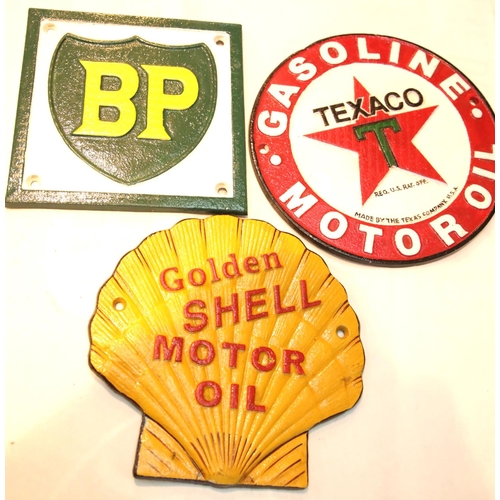 BP
GASOLINE
TEXACO
T
REG. U.S. PAT. OFF.
MADE BY THE TEXAS COMPANY, U.S.A.
MOTOR OIL
Golden
SHELL
MOTOR
OIL